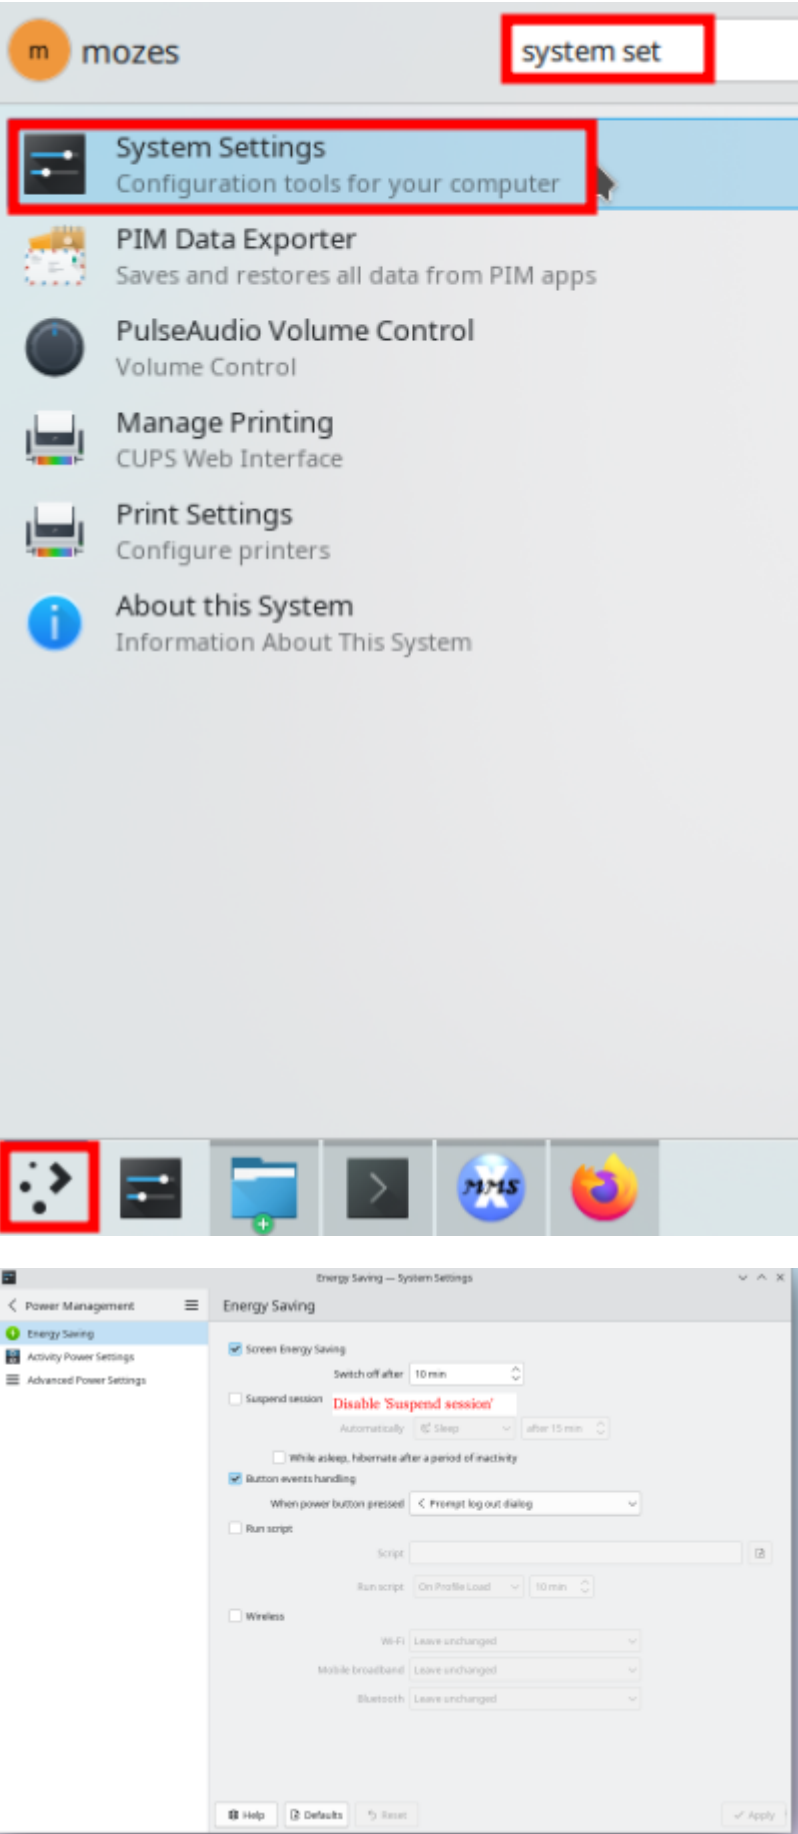 m
mozes
system set
System Settings
Configuration tools for your computer
PIM Data Exporter
Saves and restores all data from PIM apps
PulseAudio Volume Control
Volume Control
Manage Printing
CUPS Web Interface
Print Settings
Configure printers
About this System
Information About This System
MMS
Energy Saving — System Settings
Power Management
Energy Saving
Energy Saving
Activity Power Settings
Advanced Power Settings
Screen Energy Saving
Switch off after 10 min
Suspend session Disable 'Suspend session'
Automatically Sleep after 15 min
While asleep, hibernate after a period of inactivity
Button events handling
When power button pressed Prompt log out dialog
Run script
Script
Run script On Profile Load 10 min
Wireless
Wi-Fi Leave unchanged
Mobile broadband Leave unchanged
Bluetooth Leave unchanged
Help Defaults Reset Apply